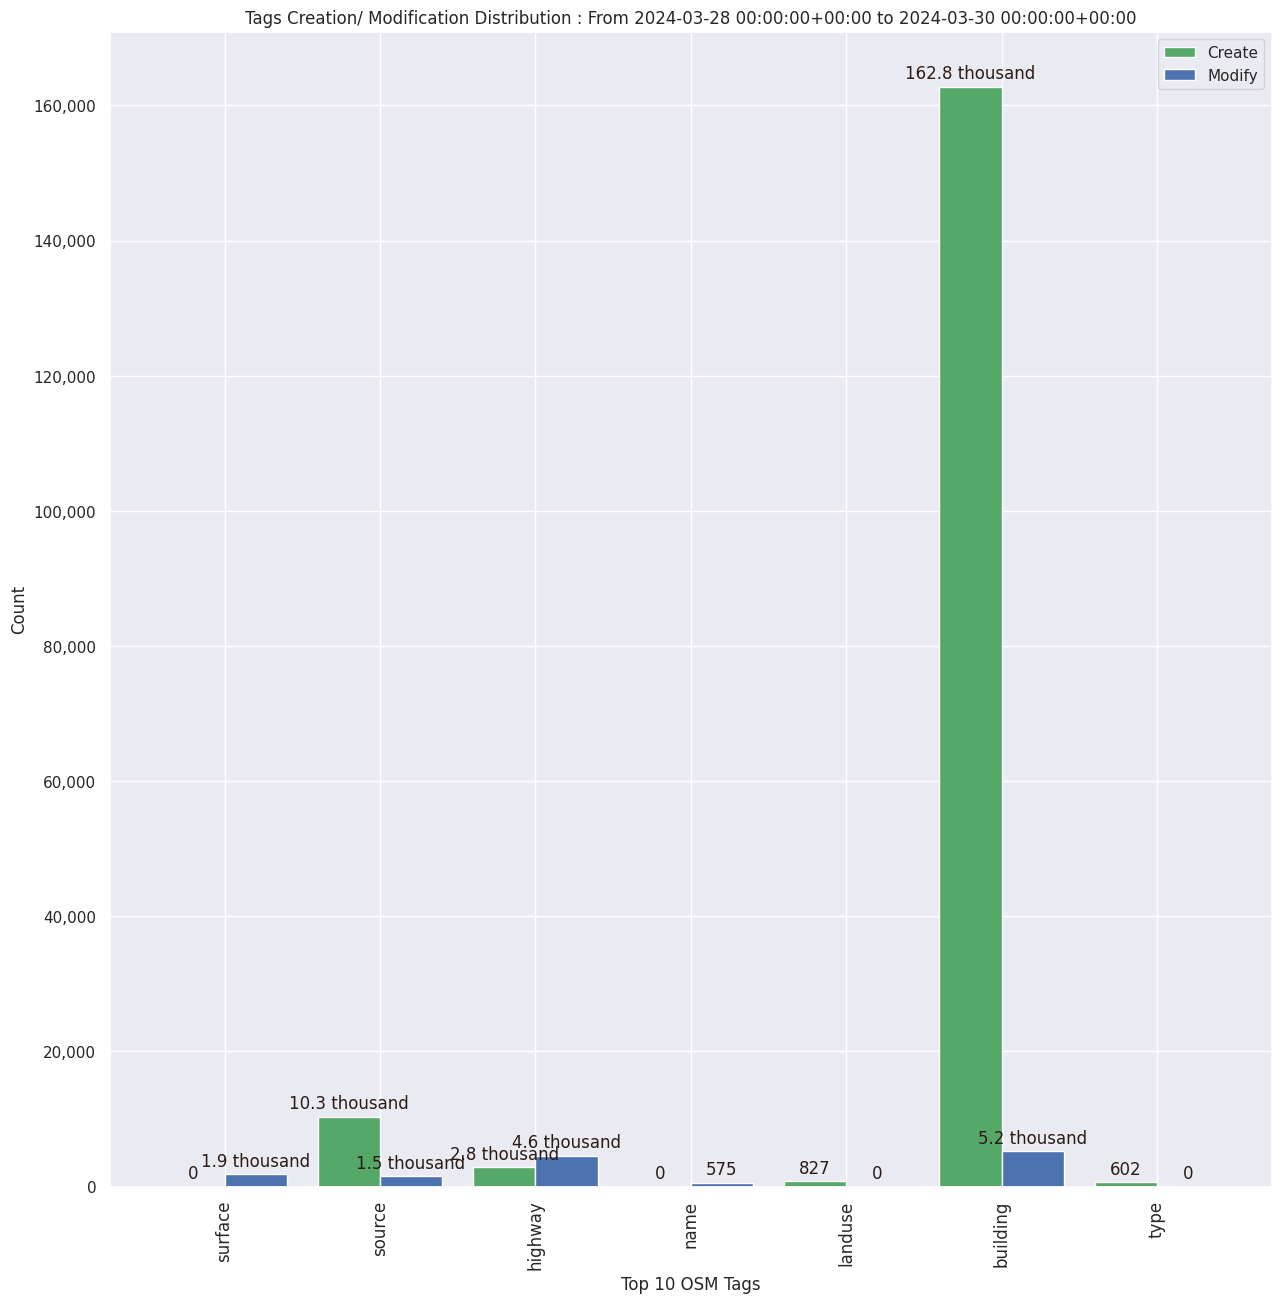 Tags Creation/ Modification Distribution : From 2024-03-28 00:00:00+00:00 to 2024-03-30 00:00:00+00:00
Create
Modify
162.8 thousand
160,000
140,000
120,000
100,000
80,000
60,000
40,000
20,000
0
Count
0
1.9 thousand
10.3 thousand
1.5 thousand
2.8 thousand
4.6 thousand
0
575
827
0
5.2 thousand
602
0
surface
source
highway
name
landuse
building
type
Top 10 OSM Tags